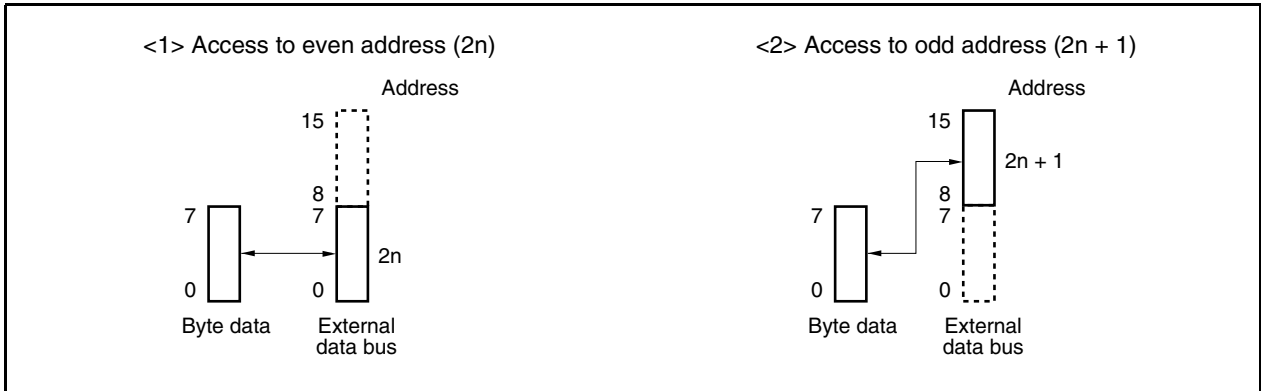 <1> Access to even address (2n)
Address
15
8
7
7
2n
0
0
Byte data
External
data bus
<2> Access to odd address (2n + 1)
Address
15
2n + 1
8
7
7
0
0
Byte data
External
data bus